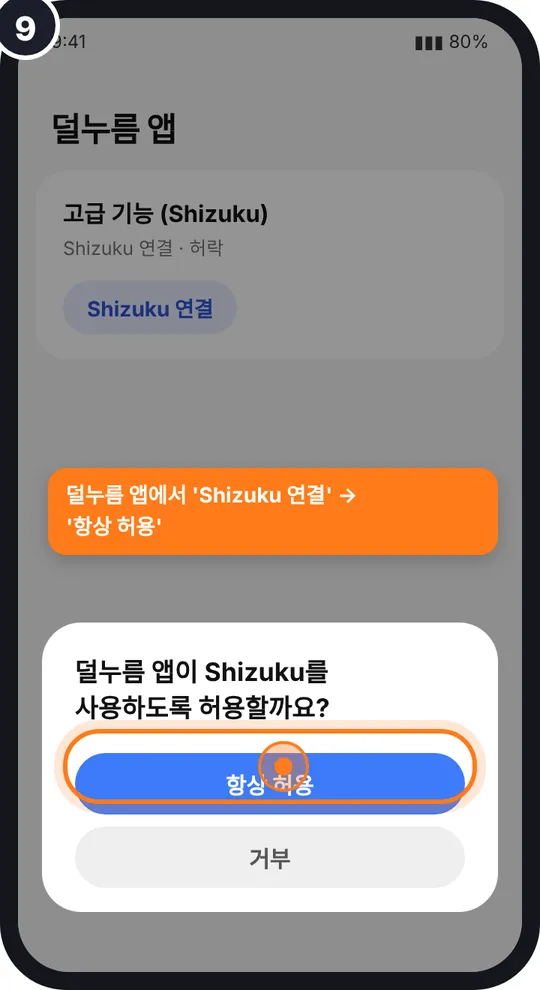 9
9:41
80%
덜누름 앱
고급 기능 (Shizuku)
Shizuku 연결 · 허락
Shizuku 연결
덜누름 앱에서 'Shizuku 연결' →
'항상 허용'
덜누름 앱이 Shizuku를
사용하도록 허용할까요?
항상 허용
거부